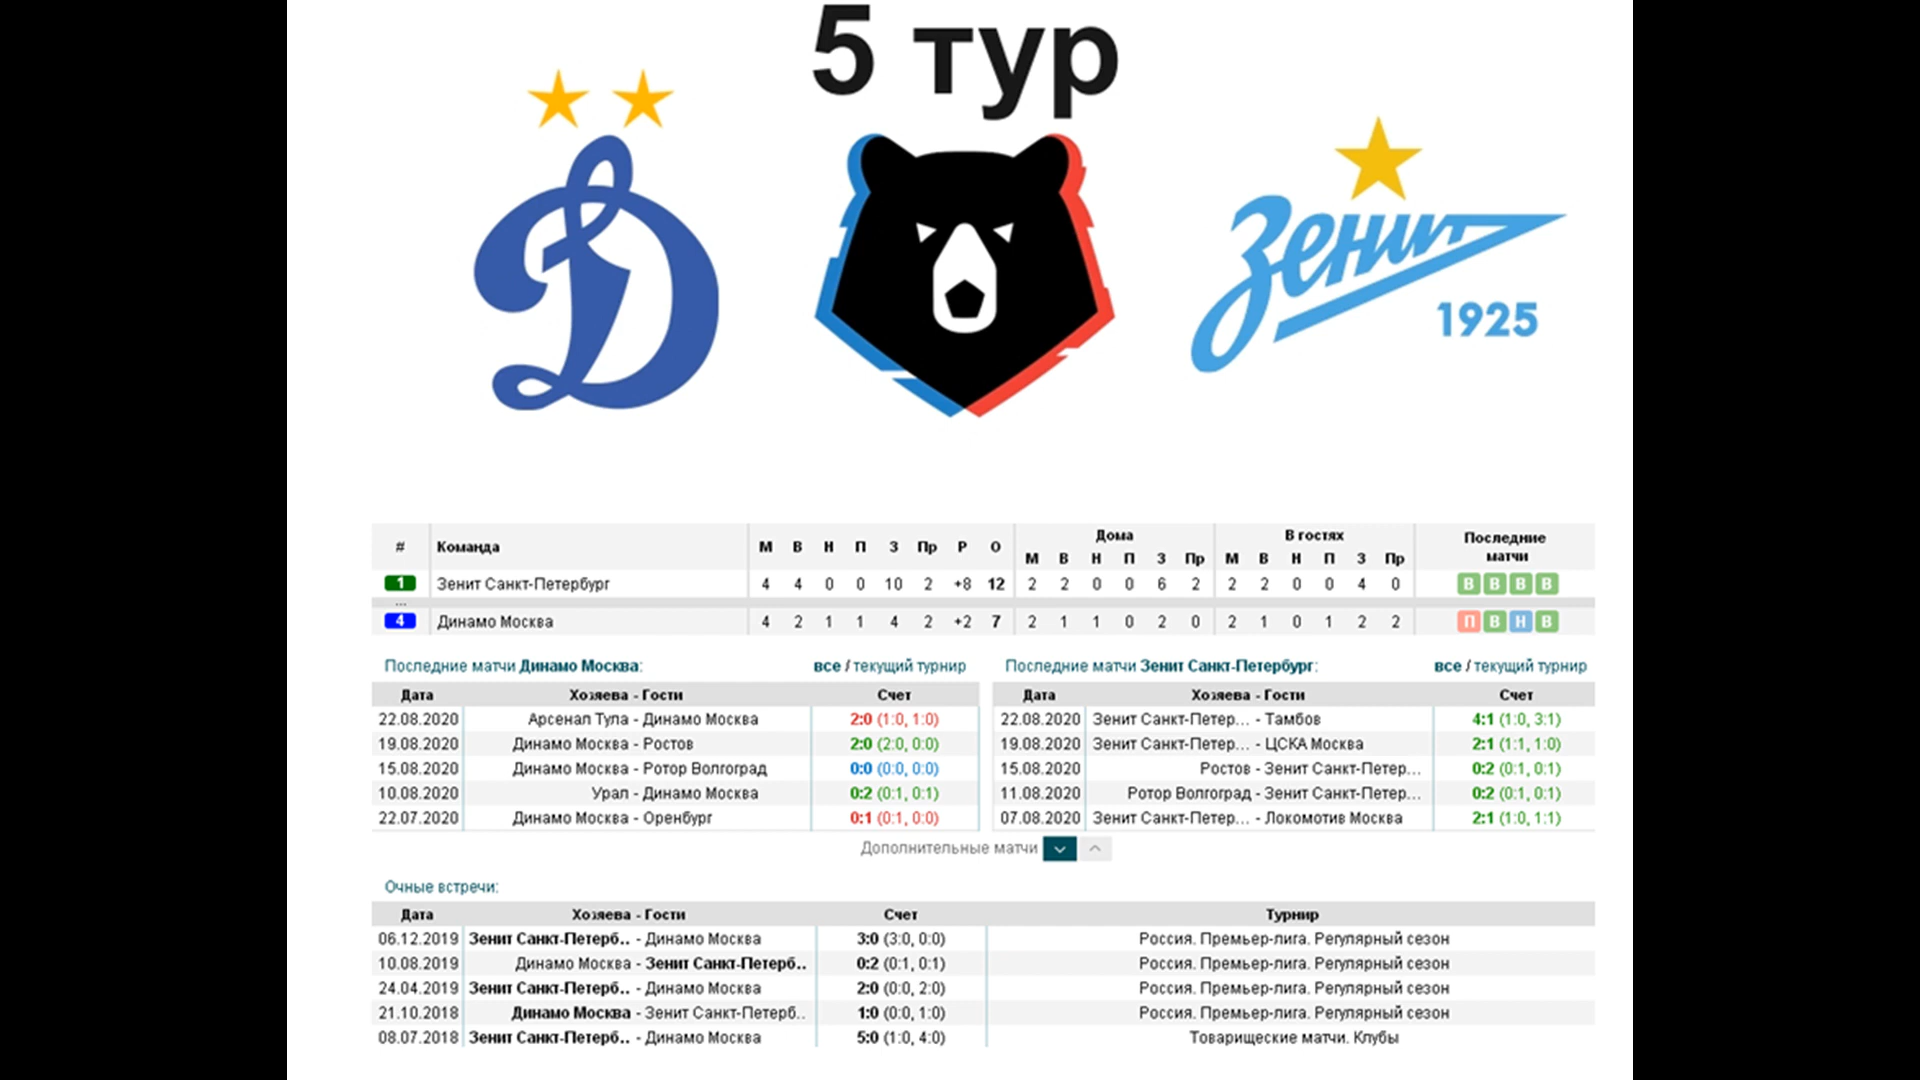 5 тур
Зенит
1925
# Команда М В Н П З Пр Р О Дома М В Н П З Пр В гостях М В Н П З Пр Последние матчи
1 Зенит Санкт-Петербург 4 4 0 0 10 2 +8 12 2 2 0 0 6 2 2 2 0 0 4 0 В В В В
...
4 Динамо Москва 4 2 1 1 4 2 +2 7 2 1 1 0 2 0 2 1 0 1 2 2 П В Н В
Последние матчи Динамо Москва: все / текущий турнир
Дата Хозяева - Гости Счет
22.08.2020 Арсенал Тула - Динамо Москва 2:0 (1:0, 1:0)
19.08.2020 Динамо Москва - Ростов 2:0 (2:0, 0:0)
15.08.2020 Динамо Москва - Ротор Волгоград 0:0 (0:0, 0:0)
10.08.2020 Урал - Динамо Москва 0:2 (0:1, 0:1)
22.07.2020 Динамо Москва - Оренбург 0:1 (0:1, 0:0)
Последние матчи Зенит Санкт-Петербург: все / текущий турнир
Дата Хозяева - Гости Счет
22.08.2020 Зенит Санкт-Петер... - Тамбов 4:1 (1:0, 3:1)
19.08.2020 Зенит Санкт-Петер... - ЦСКА Москва 2:1 (1:1, 1:0)
15.08.2020 Ростов - Зенит Санкт-Петер... 0:2 (0:1, 0:1)
11.08.2020 Ротор Волгоград - Зенит Санкт-Петер... 0:2 (0:1, 0:1)
07.08.2020 Зенит Санкт-Петер... - Локомотив Москва 2:1 (1:0, 1:1)
Дополнительные матчи
Очные встречи:
Дата Хозяева - Гости Счет Турнир
06.12.2019 Зенит Санкт-Петерб.. - Динамо Москва 3:0 (3:0, 0:0) Россия. Премьер-лига. Регулярный сезон
10.08.2019 Динамо Москва - Зенит Санкт-Петерб.. 0:2 (0:1, 0:1) Россия. Премьер-лига. Регулярный сезон
24.04.2019 Зенит Санкт-Петерб.. - Динамо Москва 2:0 (0:0, 2:0) Россия. Премьер-лига. Регулярный сезон
21.10.2018 Динамо Москва - Зенит Санкт-Петерб.. 1:0 (0:0, 1:0) Россия. Премьер-лига. Регулярный сезон
08.07.2018 Зенит Санкт-Петерб.. - Динамо Москва 5:0 (1:0, 4:0) Товарищеские матчи. Клубы